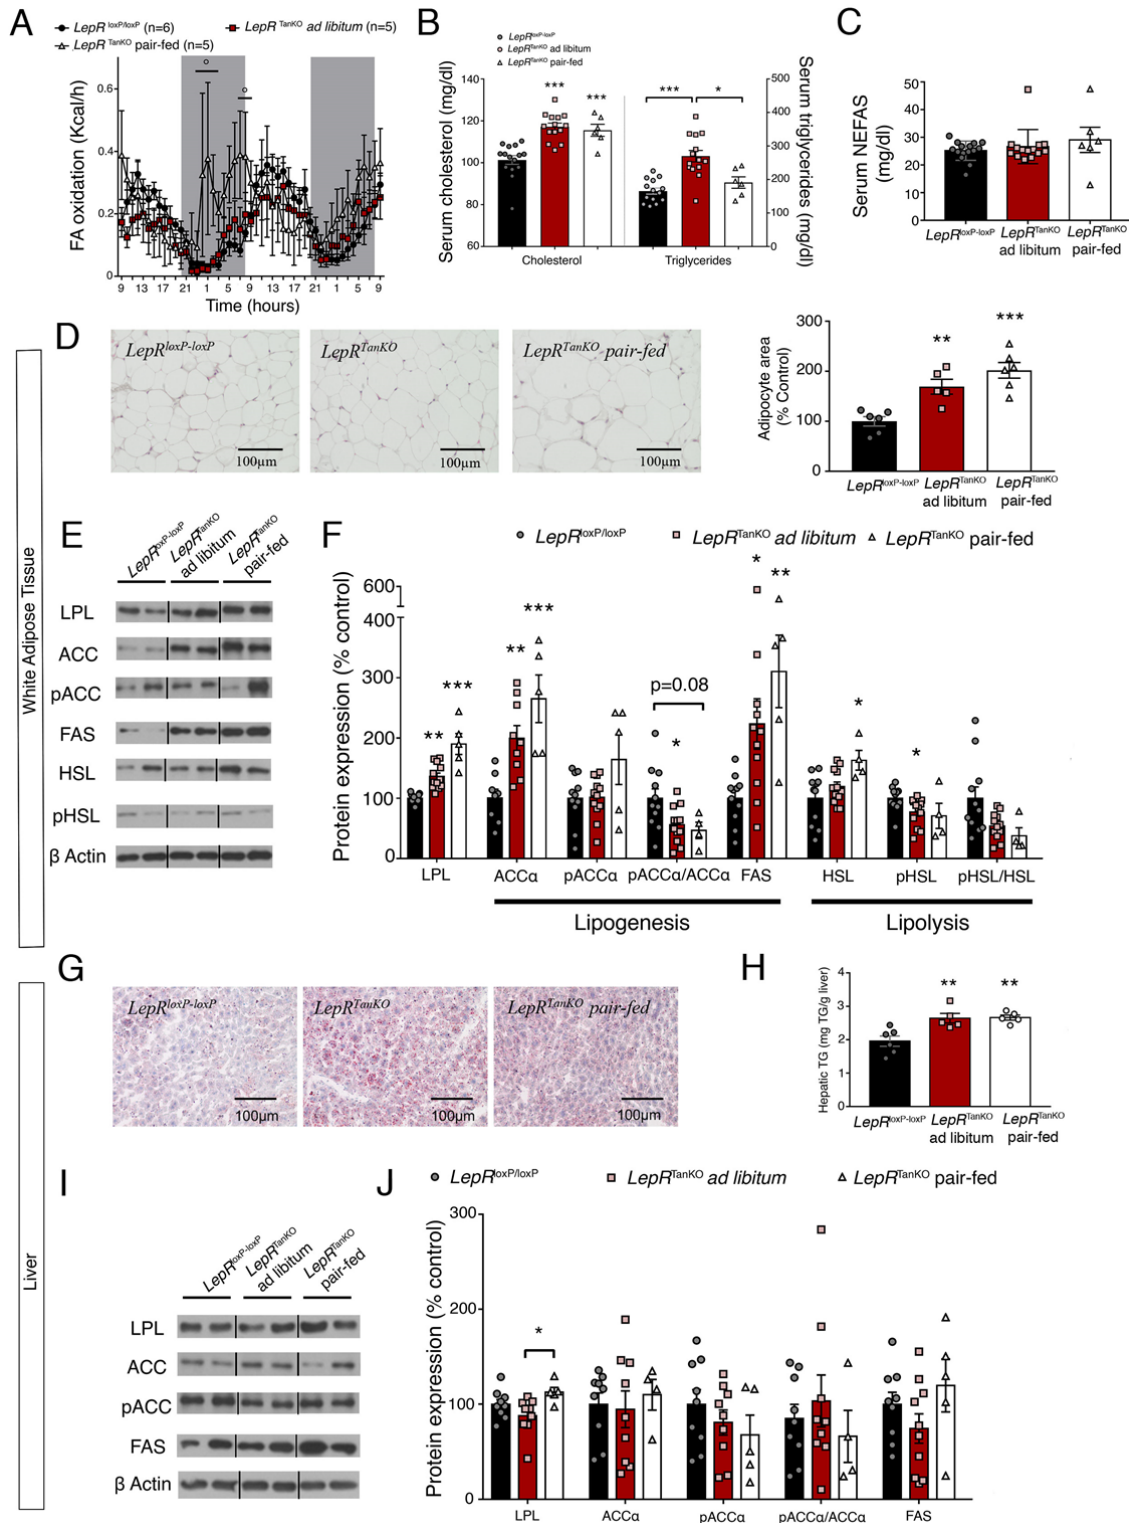 A
LepR loxP/loxP (n=6)
LepR TanKO ad libitum (n=5)
LepR TanKO pair-fed (n=5)
FA oxidation (Kcal/h)
0.6
0.4
0.2
0
9 13 17 21 1 5 9 13 17 21 1 5 9
Time (hours)
B
LepR loxP-loxP
LepR TanKO ad libitum
LepR TanKO pair-fed
Serum cholesterol (mg/dl)
140
120
100
80
60
*** ***
*** *
Serum triglycerides (mg/dl)
500
400
300
200
100
0
Cholesterol
Triglycerides
C
Serum NEFAS
(mg/dl)
50
40
30
20
10
0
LepR loxP-loxP
LepR TanKO
ad libitum
LepR TanKO
pair-fed
White Adipose Tissue
D
LepR loxP-loxP
LepR TanKO
LepR TanKO pair-fed
100µm
100µm
100µm
Adipocyte area
(% Control)
300
200
100
0
**
***
LepR loxP-loxP
LepR TanKO
ad libitum
LepR TanKO
pair-fed
E
LepR loxP-loxP
LepR TanKO
ad libitum
LepR TanKO
pair-fed
LPL
ACC
pACC
FAS
HSL
pHSL
β Actin
F
LepR loxP/loxP
LepR TanKO ad libitum
LepR TanKO pair-fed
Protein expression (% control)
600
400
300
200
100
0
** ***
** ***
p=0.08
*
* **
*
*
LPL ACCα pACCα pACCα/ACCα FAS HSL pHSL pHSL/HSL
Lipogenesis
Lipolysis
Liver
G
LepR loxP-loxP
LepR TanKO
LepR TanKO pair-fed
100µm
100µm
100µm
H
Hepatic TG (mg TG/g liver)
4
3
2
1
0
** **
LepR loxP-loxP
LepR TanKO
ad libitum
LepR TanKO
pair-fed
I
LepR loxP-loxP
LepR TanKO
ad libitum
LepR TanKO
pair-fed
LPL
ACC
pACC
FAS
β Actin
J
LepR loxP/loxP
LepR TanKO ad libitum
LepR TanKO pair-fed
Protein expression (% control)
300
200
100
0
*
LPL ACCα pACCα pACCα/ACCα FAS